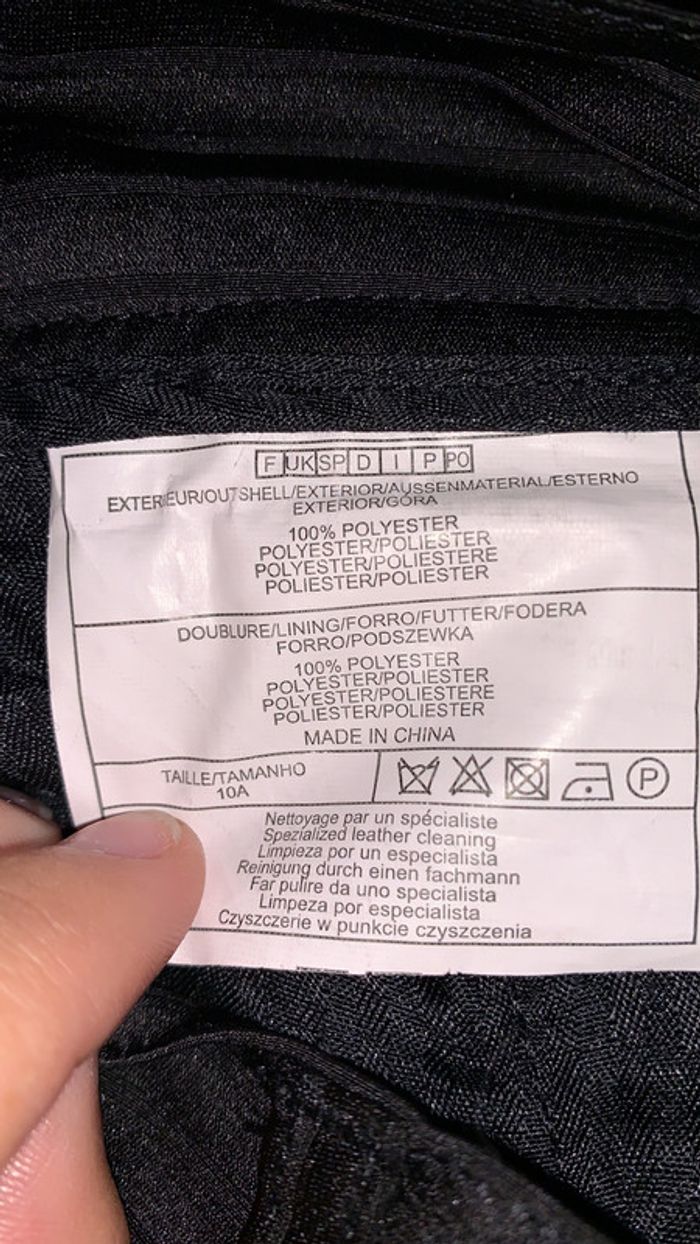 F UK SP D I P PO
EXTERIEUR/OUTSHELL/EXTERIOR/AUSSENMATERIAL/ESTERNO
EXTERIOR/GÓRA
100% POLYESTER
POLYESTER/POLIESTER
POLYESTER/POLIESTERE
POLIESTER/POLIESTER
DOUBLURE/LINING/FORRO/FUTTER/FODERA
FORRO/PODSZEWKA
100% POLYESTER
POLYESTER/POLIESTER
POLYESTER/POLIESTERE
POLIESTER/POLIESTER
MADE IN CHINA
TAILLE/TAMANHO
10A
P
Nettoyage par un spécialiste
Spezialized leather cleaning
Limpieza por un especialista
Reinigung durch einen fachmann
Far pulire da uno specialista
Limpeza por especialista
Czyszczerie w punkcie czyszczenia